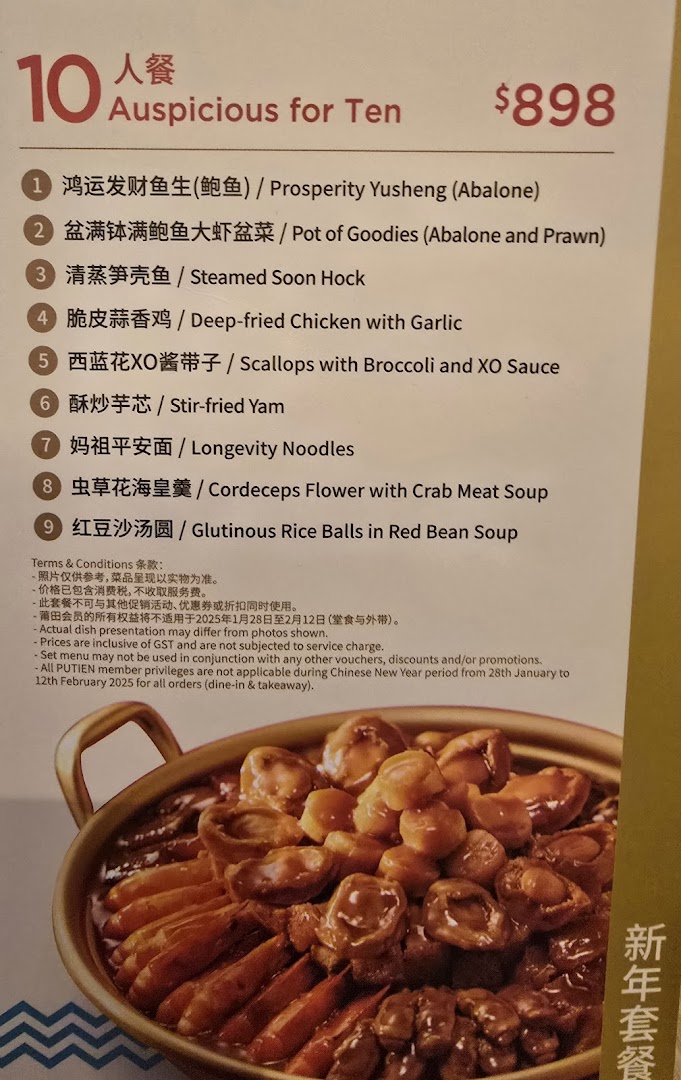 10 人餐
Auspicious for Ten $898
1 鸿运发财鱼生(鲍鱼) / Prosperity Yusheng (Abalone)
2 盆满钵满鲍鱼大虾盆菜 / Pot of Goodies (Abalone and Prawn)
3 清蒸笋壳鱼 / Steamed Soon Hock
4 脆皮蒜香鸡 / Deep-fried Chicken with Garlic
5 西蓝花XO酱带子 / Scallops with Broccoli and XO Sauce
6 酥炒芋芯 / Stir-fried Yam
7 妈祖平安面 / Longevity Noodles
8 虫草花海皇羹 / Cordeceps Flower with Crab Meat Soup
9 红豆沙汤圆 / Glutinous Rice Balls in Red Bean Soup
Terms & Conditions 条款：
- 照片仅供参考，菜品呈现以实物为准。
- 价格已包含消费税，不收取服务费。
- 此套餐不可与其他促销活动、优惠券或折扣同时使用。
- 莆田会员的所有权益将不适用于2025年1月28日至2月12日（堂食与外带）。
- Actual dish presentation may differ from photos shown.
- Prices are inclusive of GST and are not subjected to service charge.
- Set menu may not be used in conjunction with any other vouchers, discounts and/or promotions.
- All PUTIEN member privileges are not applicable during Chinese New Year period from 28th January to
12th February 2025 for all orders (dine-in & takeaway).
新年套餐